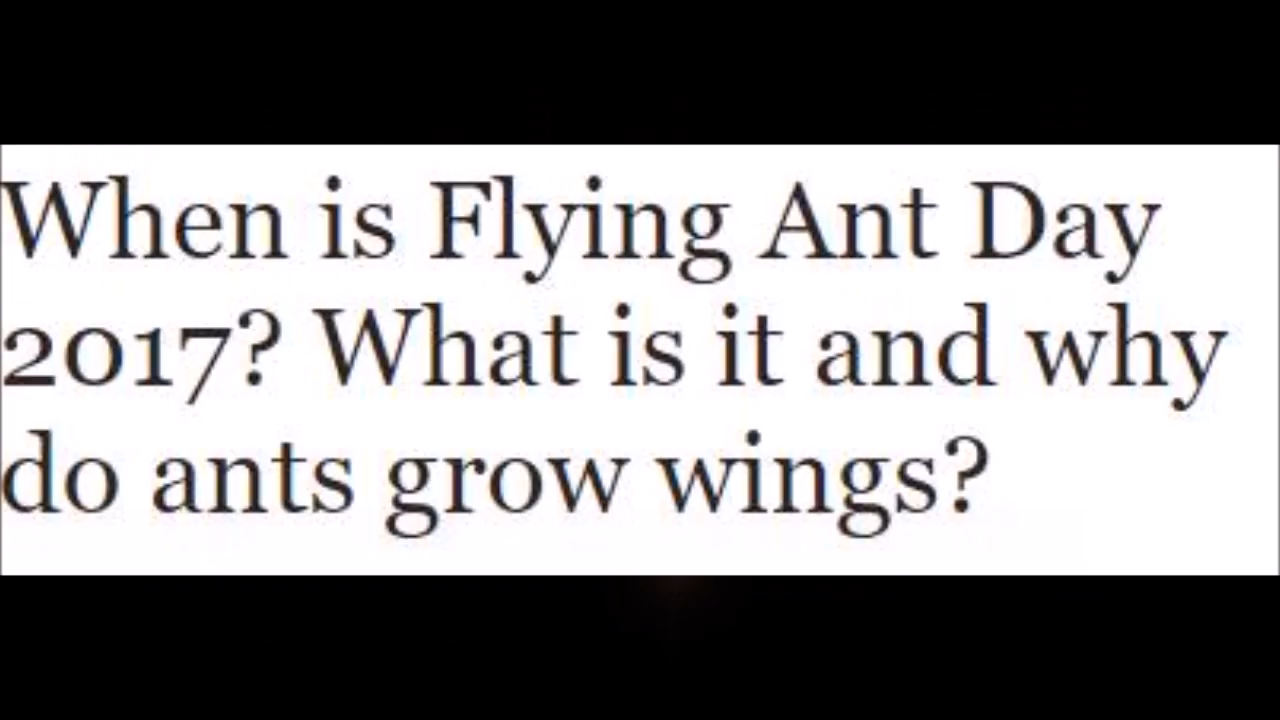 When is Flying Ant Day
2017? What is it and why
do ants grow wings?